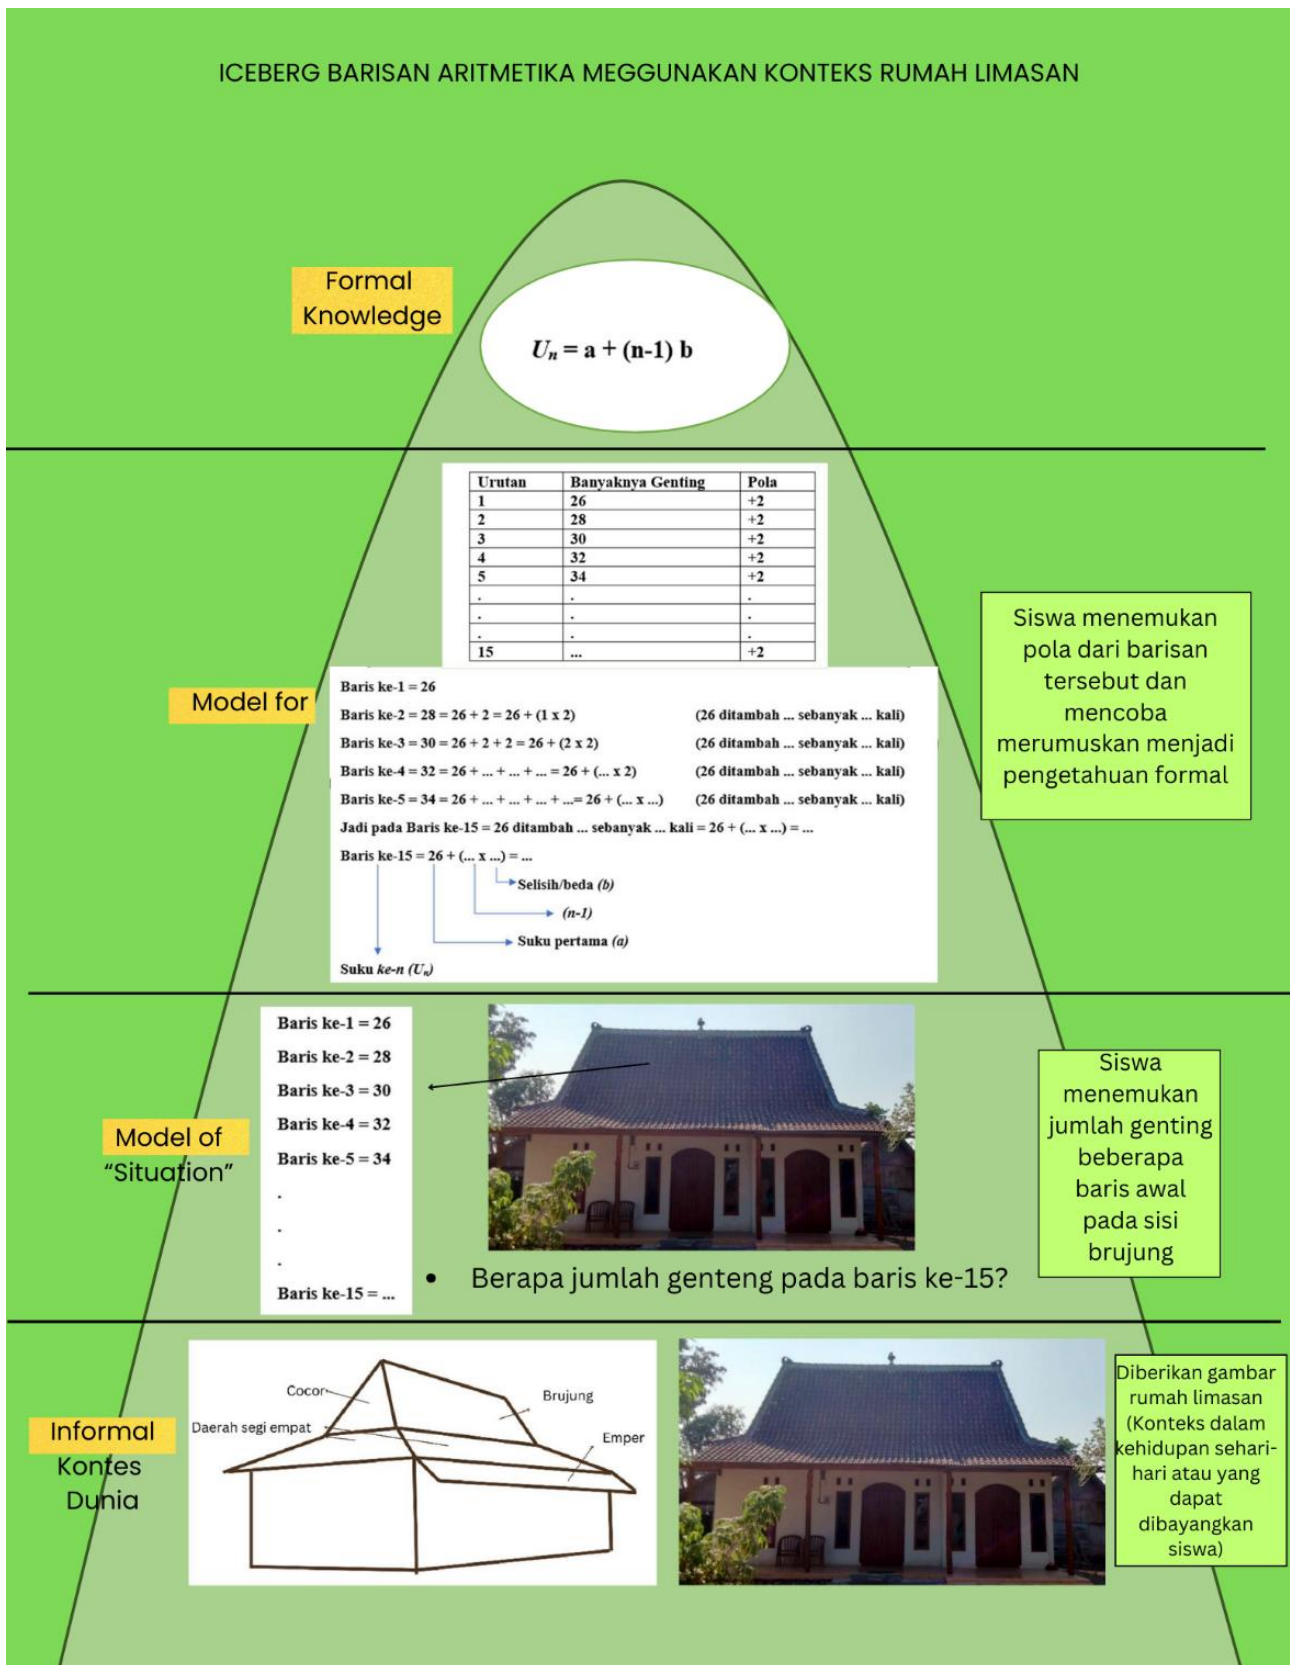 ICEBERG BARISAN ARITMETIKA MEGGUNAKAN KONTEKS RUMAH LIMASAN
Formal
Knowledge
Uₙ = a + (n-1) b
Urutan Banyaknya Genting Pola
1 26 +2
2 28 +2
3 30 +2
4 32 +2
5 34 +2
. . .
. . .
. . .
15 ... +2
Model for
Baris ke-1 = 26
Baris ke-2 = 28 = 26 + 2 = 26 + (1 x 2) (26 ditambah ... sebanyak ... kali)
Baris ke-3 = 30 = 26 + 2 + 2 = 26 + (2 x 2) (26 ditambah ... sebanyak ... kali)
Baris ke-4 = 32 = 26 + ... + ... + ... = 26 + (... x 2) (26 ditambah ... sebanyak ... kali)
Baris ke-5 = 34 = 26 + ... + ... + ... + ...= 26 + (... x ...) (26 ditambah ... sebanyak ... kali)
Jadi pada Baris ke-15 = 26 ditambah ... sebanyak ... kali = 26 + (... x ...) = ...
Baris ke-15 = 26 + (... x ...) = ...
Selisih/beda (b)
(n-1)
Suku pertama (a)
Suku ke-n (Uₙ)
Siswa menemukan
pola dari barisan
tersebut dan
mencoba
merumuskan menjadi
pengetahuan formal
Model of
“Situation”
Baris ke-1 = 26
Baris ke-2 = 28
Baris ke-3 = 30
Baris ke-4 = 32
Baris ke-5 = 34
.
.
.
Baris ke-15 = ...
• Berapa jumlah genteng pada baris ke-15?
Siswa
menemukan
jumlah genting
beberapa
baris awal
pada sisi
brujung
Informal
Kontes
Dunia
Cocor
Brujung
Daerah segi empat
Emper
Diberikan gambar
rumah limasan
(Konteks dalam
kehidupan sehari-
hari atau yang
dapat
dibayangkan
siswa)